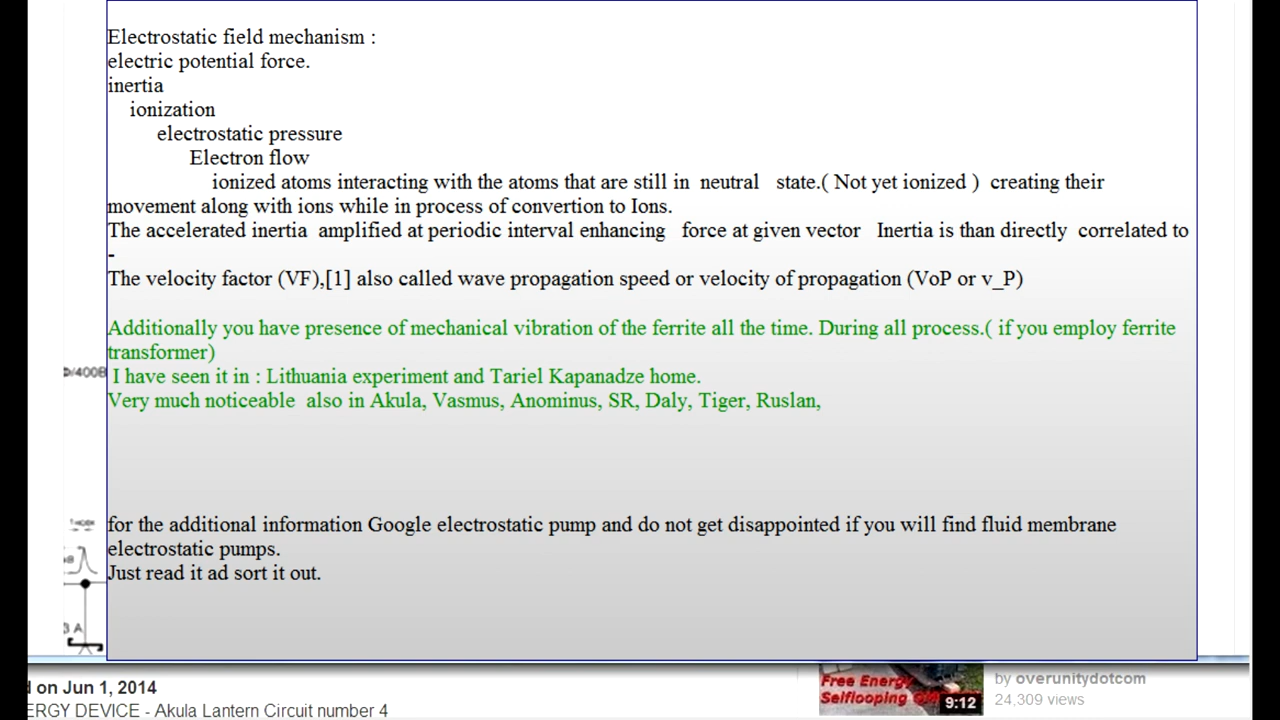 Electrostatic field mechanism :
electric potential force.
inertia
ionization
electrostatic pressure
Electron flow
ionized atoms interacting with the atoms that are still in neutral state.( Not yet ionized ) creating their
movement along with ions while in process of convertion to Ions.
The accelerated inertia amplified at periodic interval enhancing force at given vector Inertia is than directly correlated to
-
The velocity factor (VF),[1] also called wave propagation speed or velocity of propagation (VoP or v_P)
Additionally you have presence of mechanical vibration of the ferrite all the time. During all process.( if you employ ferrite
transformer)
/400B
I have seen it in : Lithuania experiment and Tariel Kapanadze home.
Very much noticeable also in Akula, Vasmus, Anominus, SR, Daly, Tiger, Ruslan,
for the additional information Google electrostatic pump and do not get disappointed if you will find fluid membrane
electrostatic pumps.
Just read it ad sort it out.
3 A
d on Jun 1, 2014
ERGY DEVICE - Akula Lantern Circuit number 4
Free Energy
Selflooping
9:12
by overunitydotcom
24,309 views